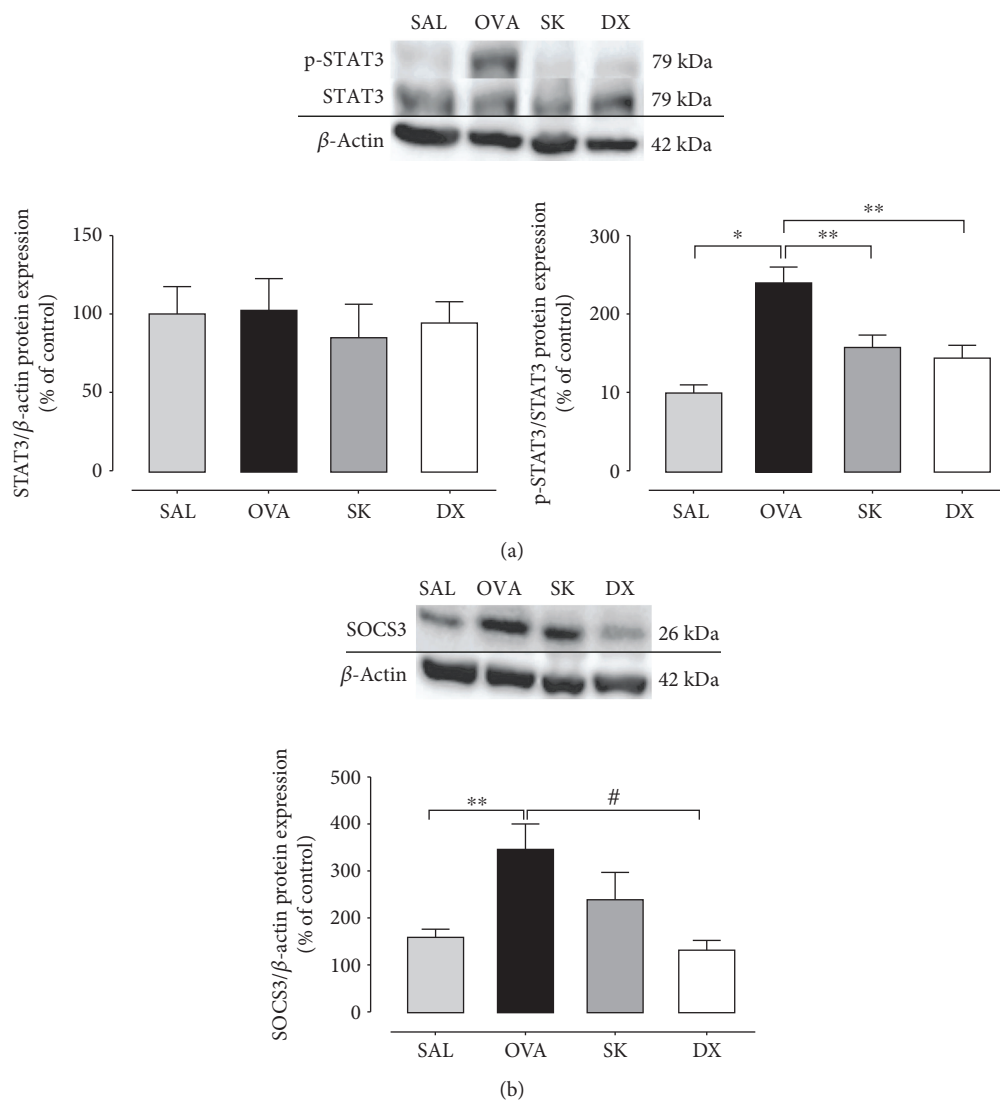 SAL OVA SK DX
p-STAT3 79 kDa
STAT3 79 kDa
β-Actin 42 kDa
STAT3/β-actin protein expression
(% of control)
150
100
50
0
SAL OVA SK DX
p-STAT3/STAT3 protein expression
(% of control)
300
200
10
0
* ** **
SAL OVA SK DX
(a)
SAL OVA SK DX
SOCS3 26 kDa
β-Actin 42 kDa
SOCS3/β-actin protein expression
(% of control)
500
400
300
200
100
0
** #
SAL OVA SK DX
(b)